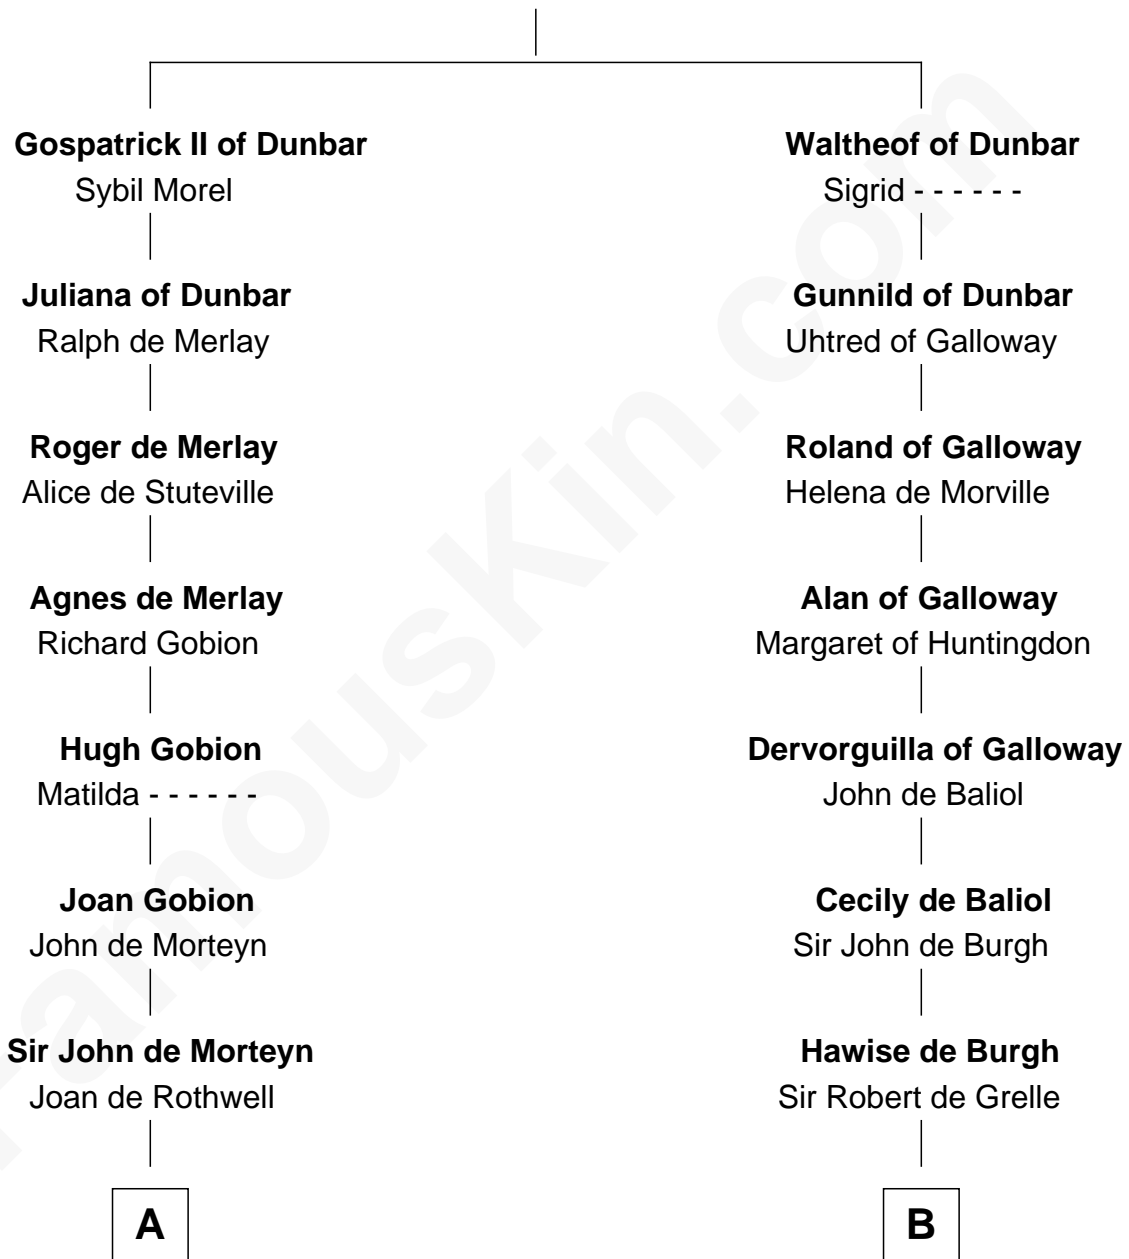 Gospatrick II of Dunbar
Sybil Morel
Juliana of Dunbar
Ralph de Merlay
Roger de Merlay
Alice de Stuteville
Agnes de Merlay
Richard Gobion
Hugh Gobion
Matilda - - - - - -
Joan Gobion
John de Morteyn
Sir John de Morteyn
Joan de Rothwell
A
Waltheof of Dunbar
Sigrid - - - - - -
Gunnild of Dunbar
Uhtred of Galloway
Roland of Galloway
Helena de Morville
Alan of Galloway
Margaret of Huntingdon
Dervorguilla of Galloway
John de Baliol
Cecily de Baliol
Sir John de Burgh
Hawise de Burgh
Sir Robert de Grelle
B
FamousKin.com